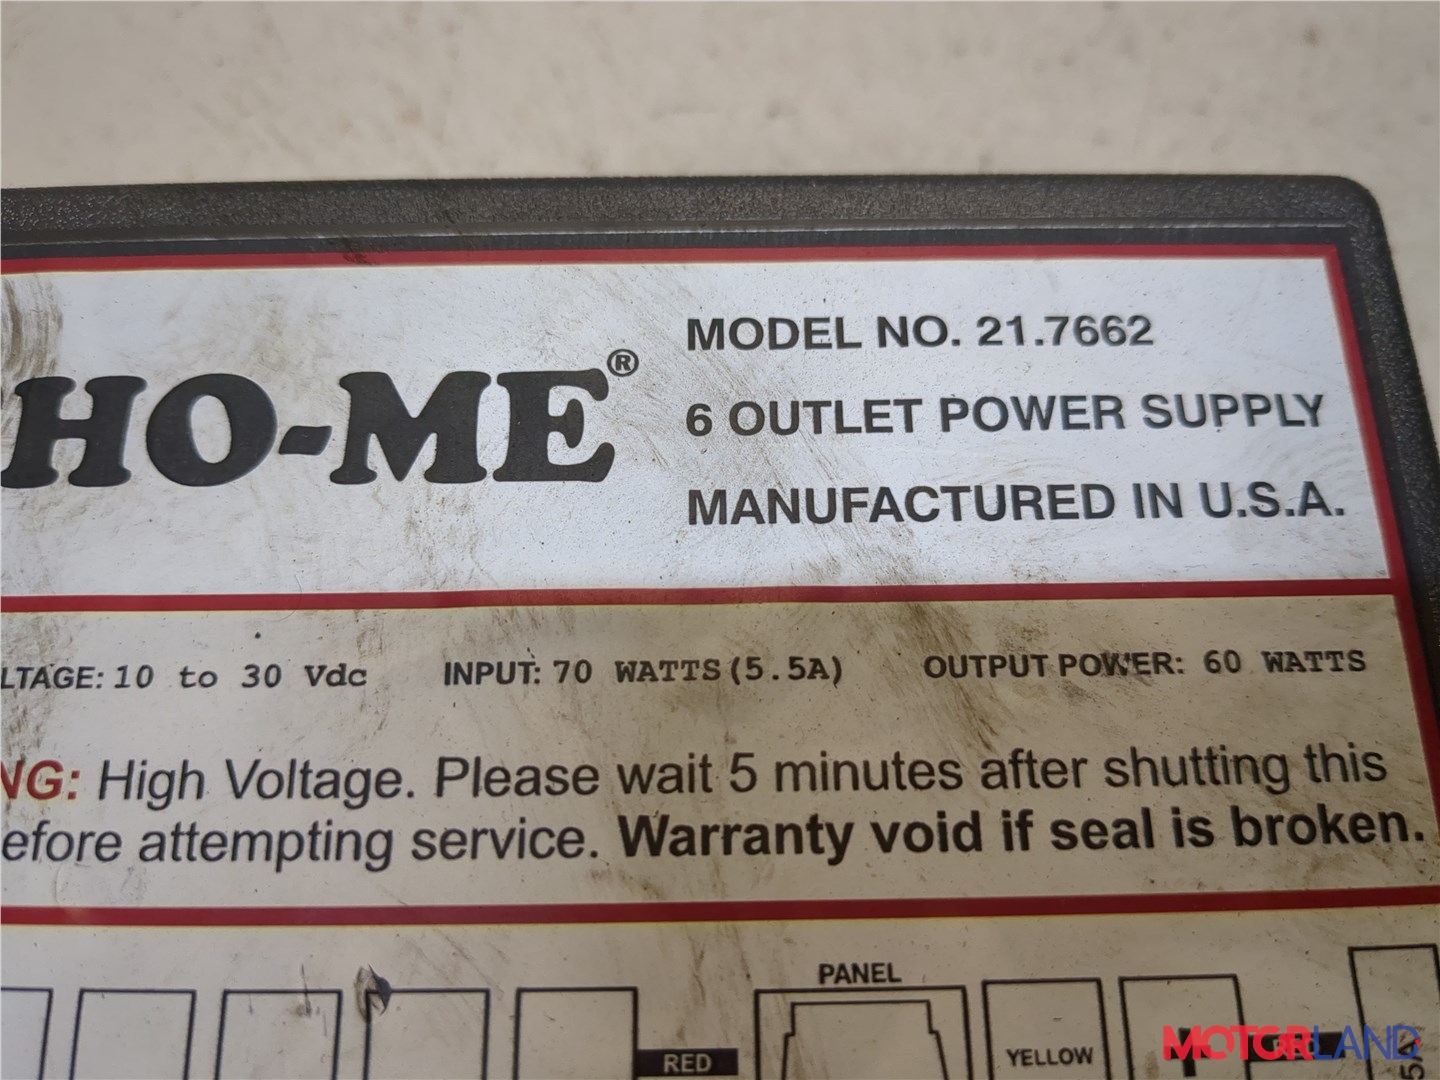 HO-ME®
MODEL NO. 21.7662
6 OUTLET POWER SUPPLY
MANUFACTURED IN U.S.A.
LTAGE: 10 to 30 Vdc INPUT: 70 WATTS (5.5A) OUTPUT POWER: 60 WATTS
NG: High Voltage. Please wait 5 minutes after shutting this
efore attempting service. Warranty void if seal is broken.
PANEL
RED
YELLOW
+
MOTORLAND